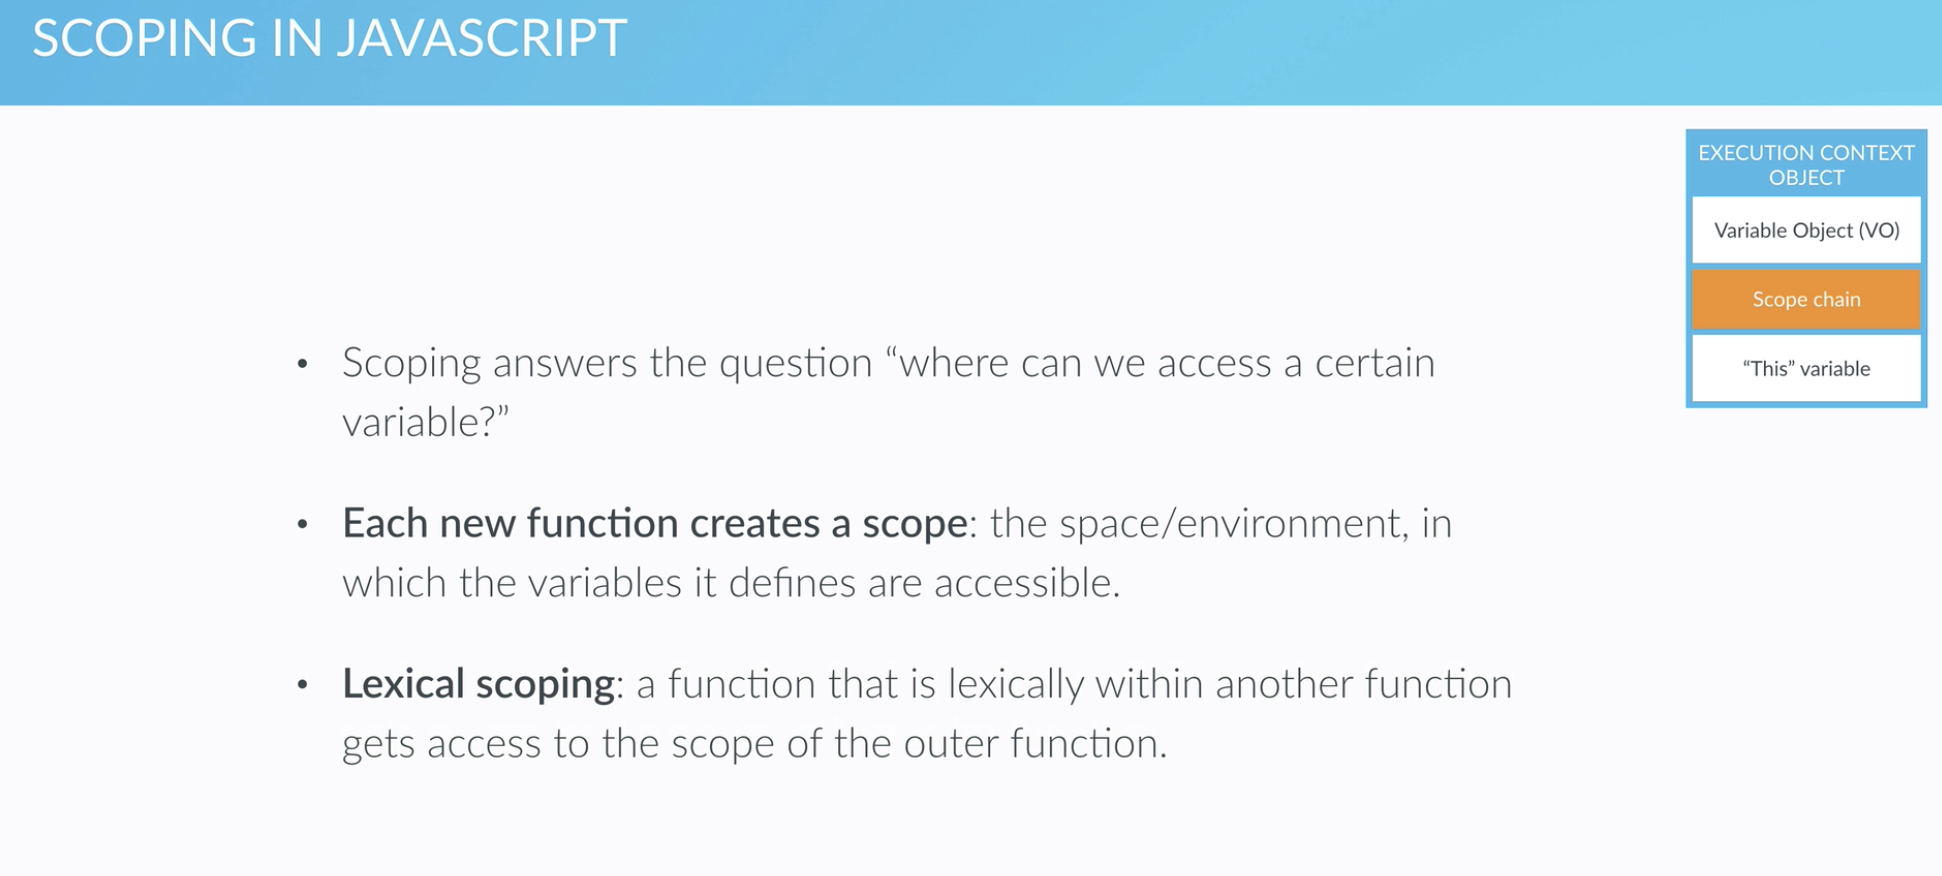 SCOPING IN JAVASCRIPT
EXECUTION CONTEXT
OBJECT
Variable Object (VO)
Scope chain
“This” variable
• Scoping answers the question “where can we access a certain
variable?”
• Each new function creates a scope: the space/environment, in
which the variables it defines are accessible.
• Lexical scoping: a function that is lexically within another function
gets access to the scope of the outer function.